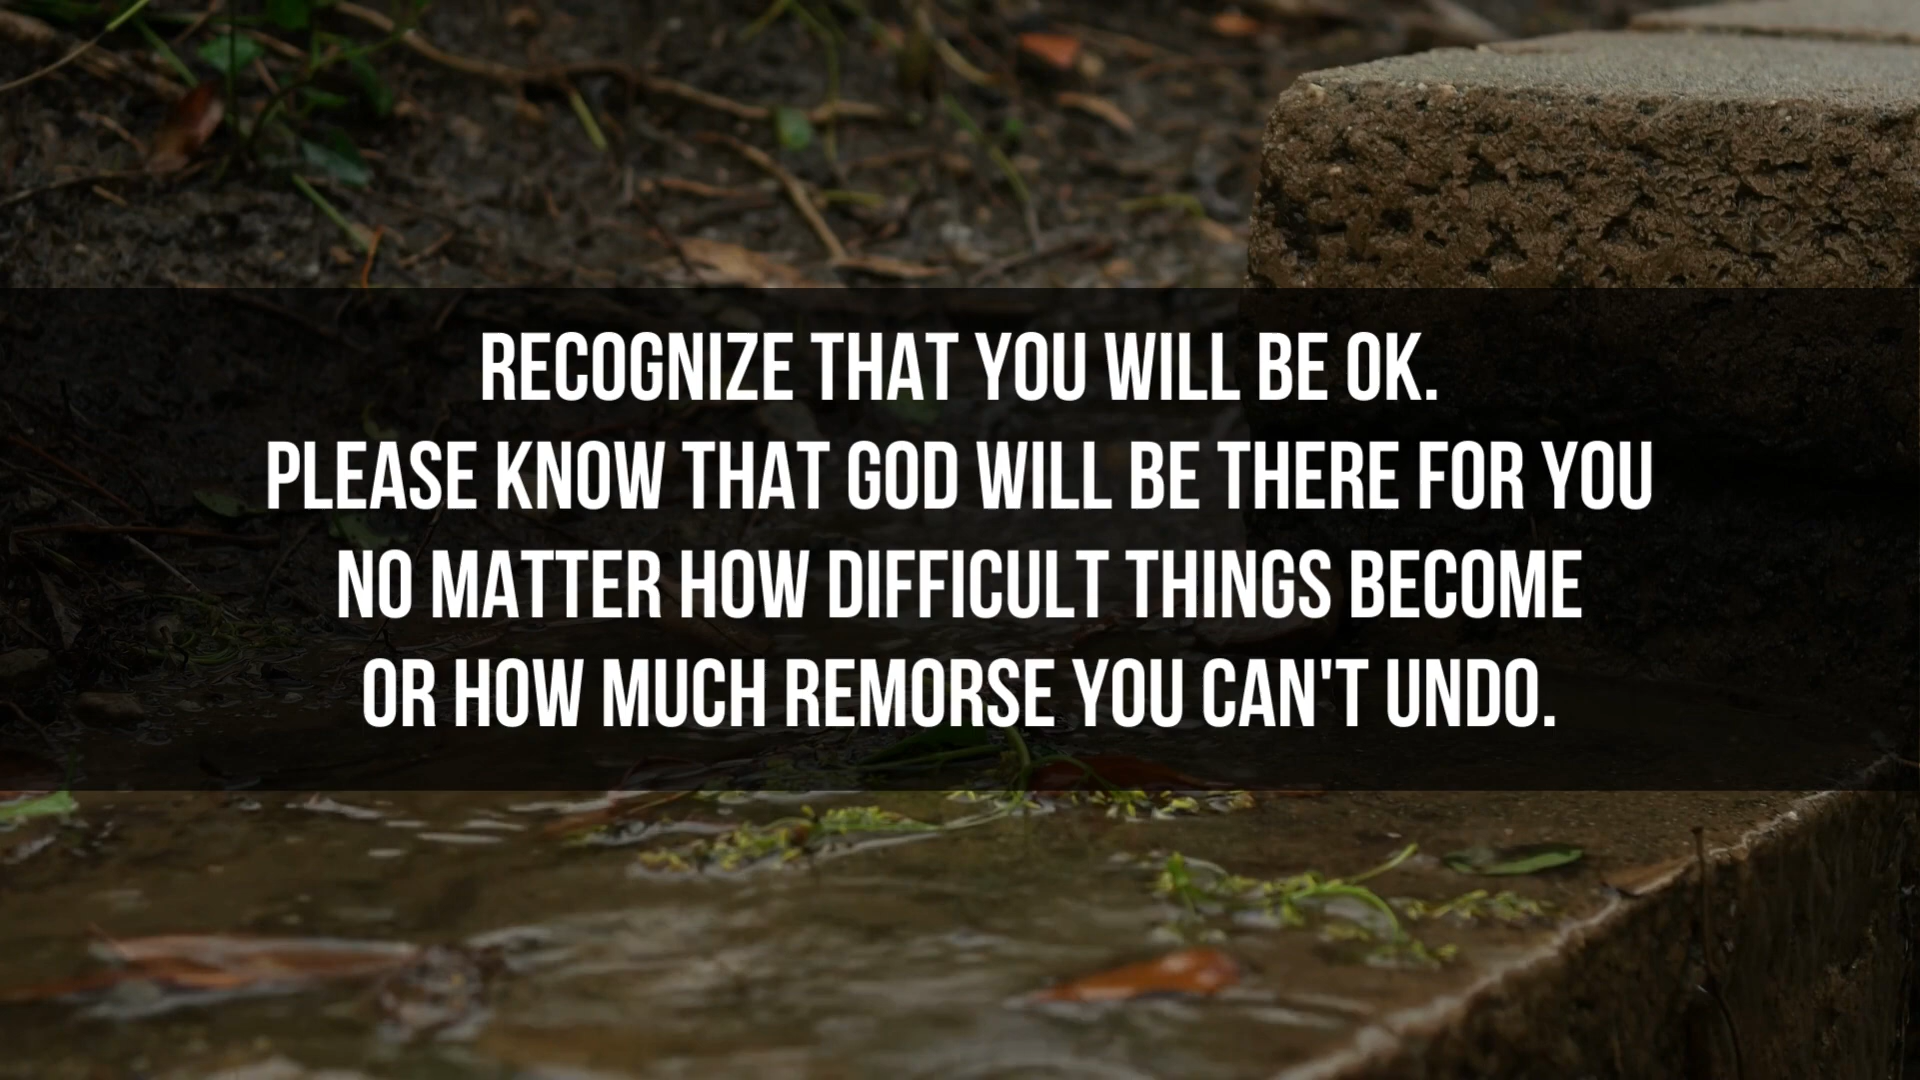 RECOGNIZE THAT YOU WILL BE OK.
PLEASE KNOW THAT GOD WILL BE THERE FOR YOU
NO MATTER HOW DIFFICULT THINGS BECOME
OR HOW MUCH REMORSE YOU CAN'T UNDO.